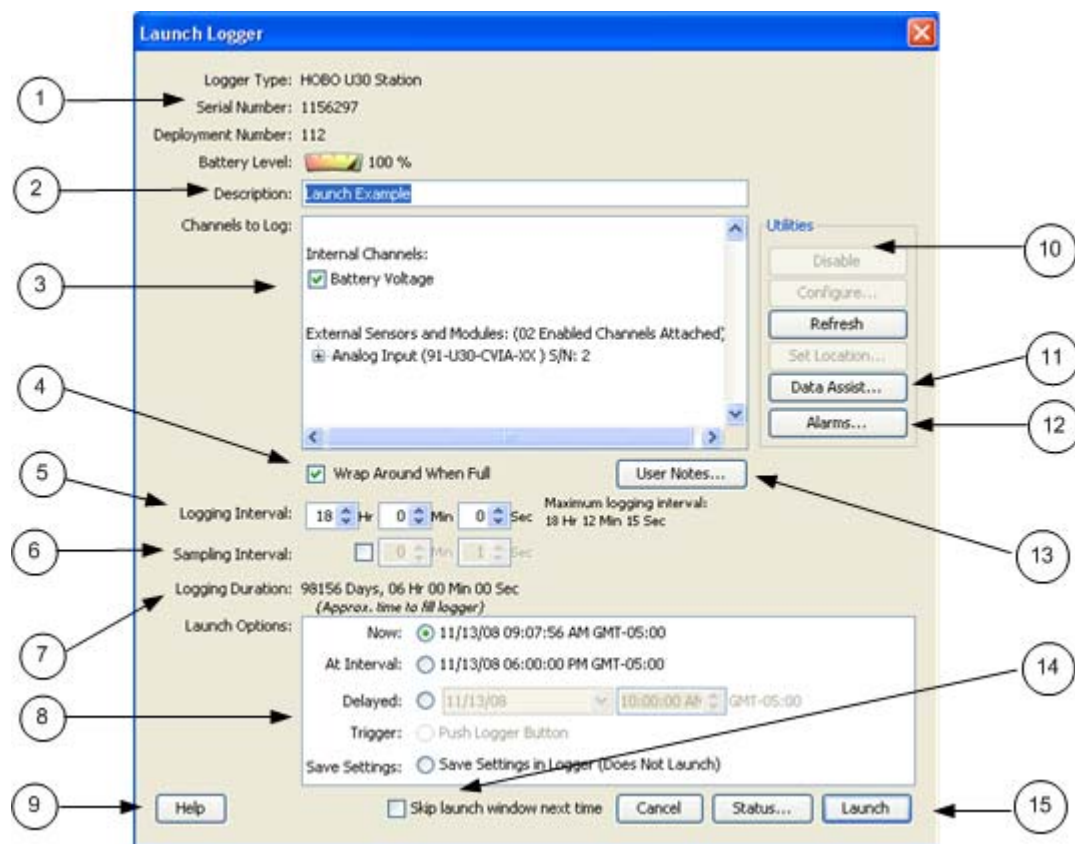 Launch Logger
Logger Type: HOBO U30 Station
1
Serial Number: 1156297
Deployment Number: 112
Battery Level: 100 %
2
Description: Launch Example
Channels to Log:
Utilities
10
Internal Channels:
Disable
3
Battery Voltage
Configure...
External Sensors and Modules: (02 Enabled Channels Attached)
Refresh
Analog Input (91-U30-CVIA-XX ) S/N: 2
Set Location...
11
4
Data Assist...
Alarms...
12
5
Wrap Around When Full
User Notes...
Logging Interval: 18 Hr 0 Min 0 Sec
Maximum logging interval:
18 Hr 12 Min 15 Sec
6
Sampling Interval: 0 Min 1 Sec
13
Logging Duration: 98156 Days, 06 Hr 00 Min 00 Sec
(Approx. time to fill logger)
7
Launch Options:
Now: 11/13/08 09:07:56 AM GMT-05:00
At Interval: 11/13/08 06:00:00 PM GMT-05:00
14
8
Delayed: 11/13/08 10:00:00 AM GMT-05:00
Trigger: Push Logger Button
Save Settings: Save Settings in Logger (Does Not Launch)
9
Help
Skip launch window next time
Cancel
Status...
Launch
15